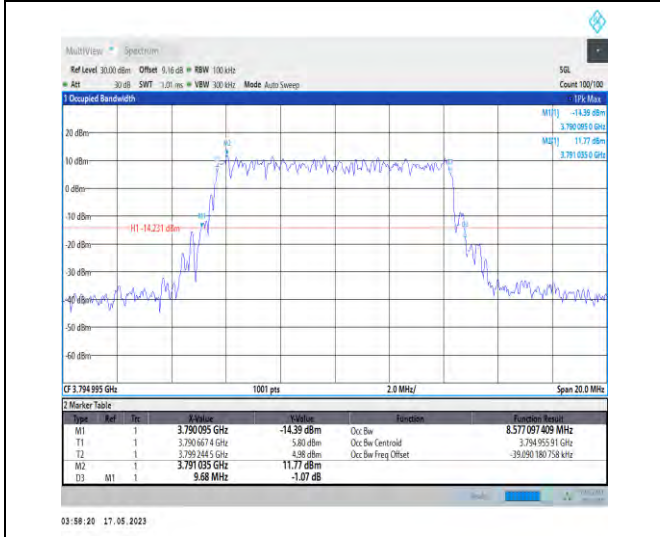 MultiView Spectrum
Ref Level 30.00 dBm Offset 9.16 dB RBW 100 kHz SGL
Att 30 dB SWT 1.01 ms VBW 300 kHz Mode Auto Sweep Count 100/100
1 Occupied Bandwidth 1Pk Max
M1[1] -14.39 dBm
3.790 095 0 GHz
M2[1] 11.77 dBm
3.791 035 0 GHz
20 dBm
M2
10 dBm
0 dBm
-10 dBm
H1 -14.231 dBm
-20 dBm
-30 dBm
-40 dBm
-50 dBm
-60 dBm
CF 3.794 995 GHz 1001 pts 2.0 MHz/ Span 20.0 MHz
2 Marker Table
Type Ref Trc X-Value Y-Value Function Function Result
M1 1 3.790 095 GHz -14.39 dBm Occ Bw 8.577 097 409 MHz
T1 1 3.790 667 4 GHz 5.80 dBm Occ Bw Centroid 3.794 955 91 GHz
T2 1 3.799 244 5 GHz 4.98 dBm Occ Bw Freq Offset -39.090 180 758 kHz
M2 1 3.791 035 GHz 11.77 dBm
D3 M1 1 9.68 MHz -1.07 dB
03:58:20 17.05.2023